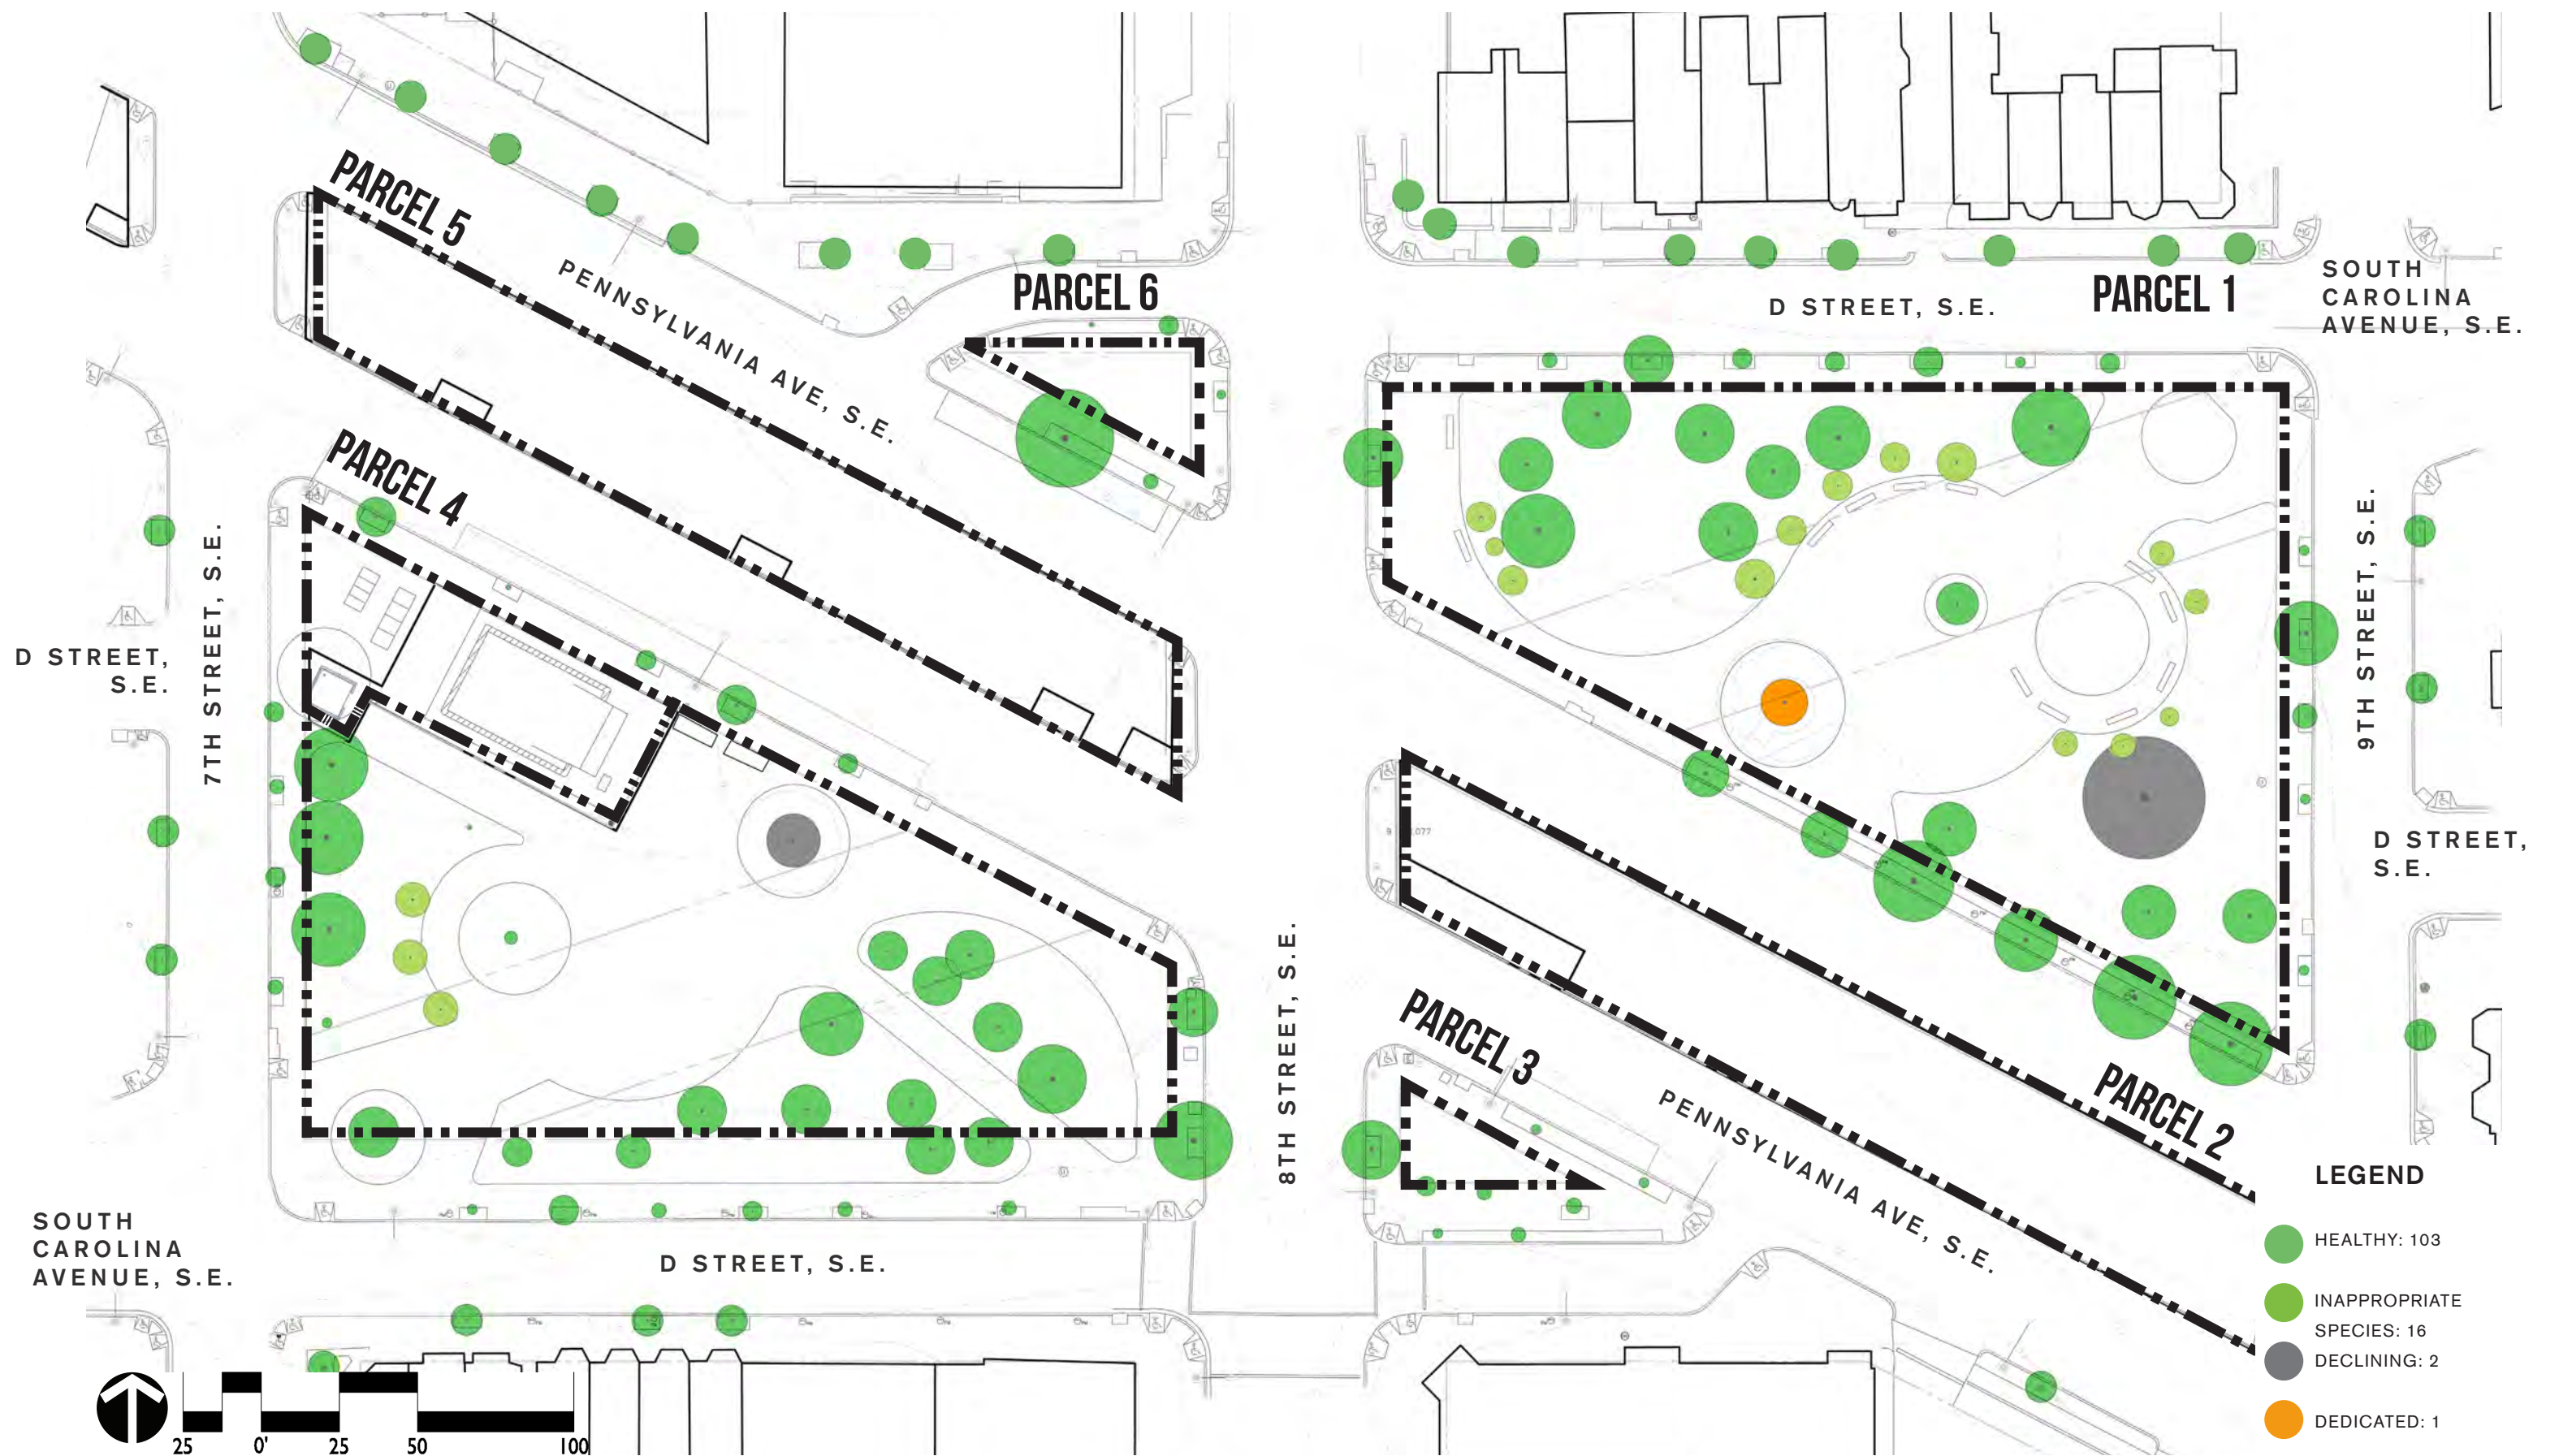 PARCEL 5
PENNSYLVANIA AVE, S.E.
PARCEL 6
D STREET, S.E.
PARCEL 1
SOUTH
CAROLINA
AVENUE, S.E.
PARCEL 4
7TH STREET, S.E.
D STREET,
S.E.
9TH STREET, S.E.
D STREET,
S.E.
8TH STREET, S.E.
PARCEL 3
PENNSYLVANIA AVE, S.E.
PARCEL 2
SOUTH
CAROLINA
AVENUE, S.E.
D STREET, S.E.
LEGEND
HEALTHY: 103
INAPPROPRIATE
SPECIES: 16
DECLINING: 2
DEDICATED: 1
25 0' 25 50 100